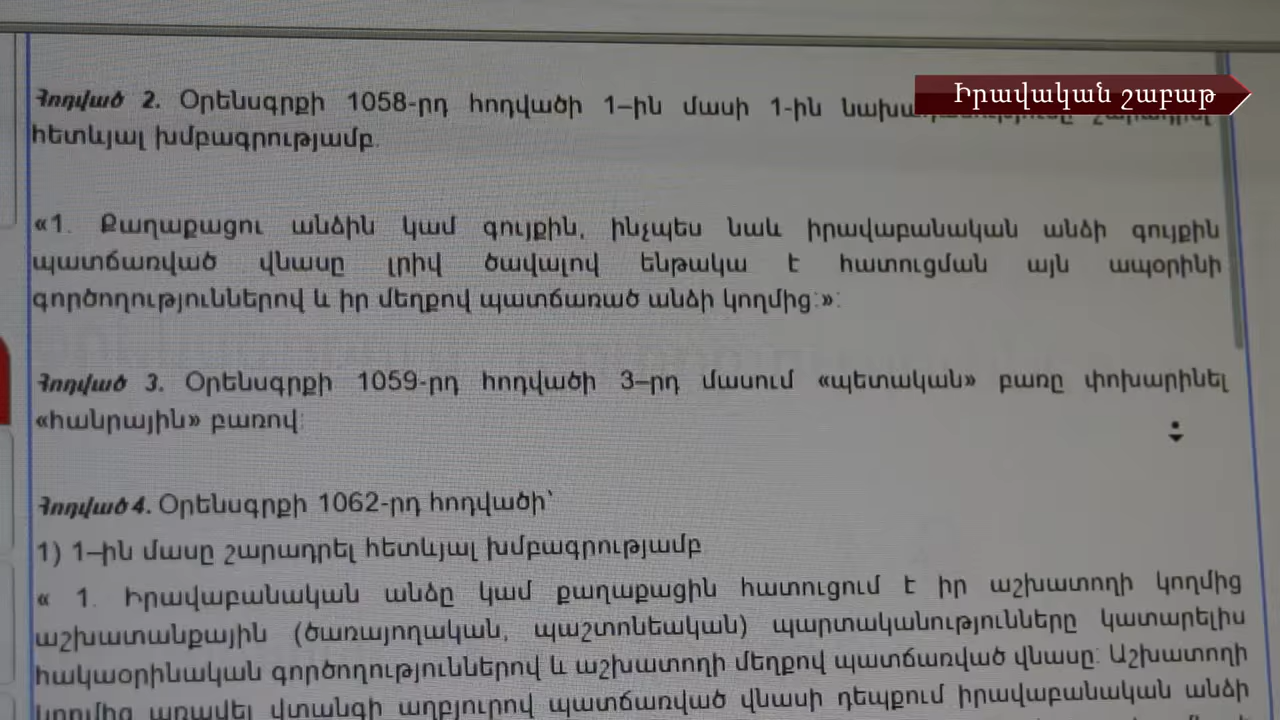 Իրավական շաբաթ
Հոդված 2. Օրենսգրքի 1058-րդ հոդվածի 1–ին մասի 1-ին
հետևյալ խմբագրությամբ.
«1. Քաղաքացու անձին կամ գույքին, ինչպես նաև իրավաբանական անձի գույքին
պատճառված վնասը լրիվ ծավալով ենթակա է հատուցման այն ապօրինի
գործողություններով և իր մեղքով պատճառած անձի կողմից:»:
Հոդված 3. Օրենսգրքի 1059-րդ հոդվածի 3–րդ մասում «պետական» բառը փոխարինել
«հանրային» բառով:
Հոդված 4. Օրենսգրքի 1062-րդ հոդվածի՝
1) 1–ին մասը շարադրել հետևյալ խմբագրությամբ
« 1. Իրավաբանական անձը կամ քաղաքացին հատուցում է իր աշխատողի կողմից
աշխատանքային (ծառայողական, պաշտոնեական) պարտականությունները կատարելիս
հակաօրինական գործողություններով և աշխատողի մեղքով պատճառված վնասը: Աշխատողի
կողմից առավել վտանգի աղբյուրով պատճառված վնասի դեպքում իրավաբանական անձի